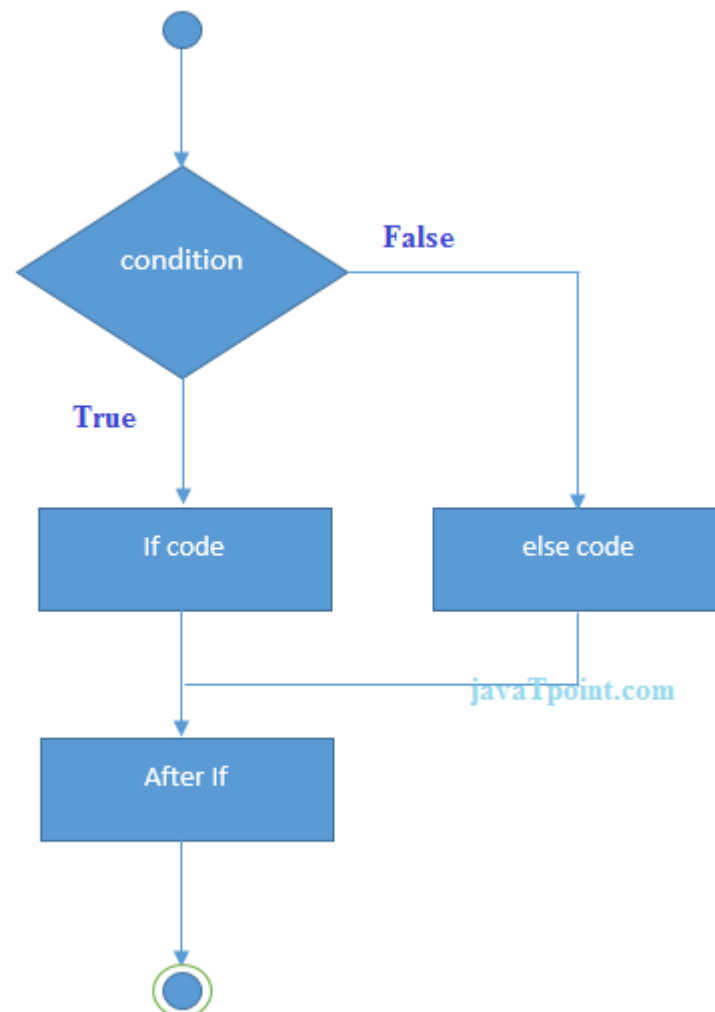 condition
False
True
If code
else code
javaTpoint.com
After If